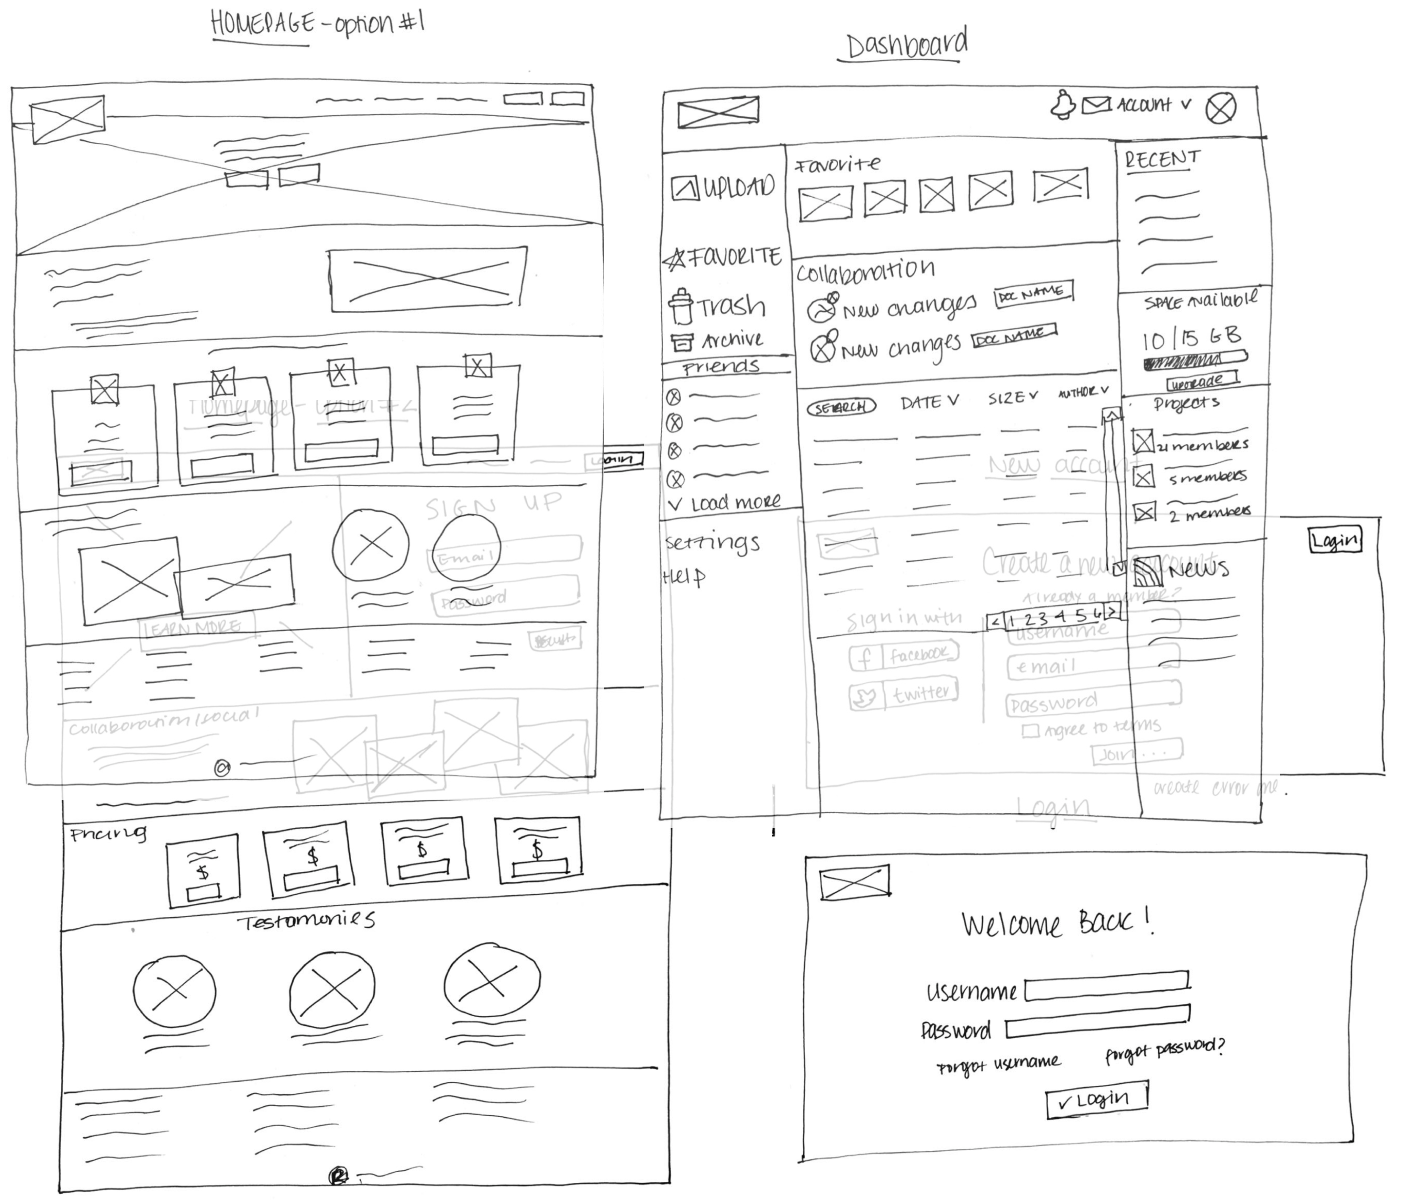 HOMEPAGE - option #1
Homepage - option #2
Login
SIGN UP
Email
Password
LEARN MORE
Collaboration/social
Pricing
$ $ $ $
Testamonies
Dashboard
ACCOUNT
UPLOAD
FAVORITE
Trash
Archive
Friends
Load more
Settings
Help
Favorite
Collaboration
New changes DOC NAME
New changes DOC NAME
SEARCH DATE SIZE AUTHOR
< 1 2 3 4 5 6 >
RECENT
SPACE Available
10/15 GB
upgrade
Projects
21 members
5 members
2 members
News
New account
Login
Create a new account
Already a member?
Sign in with
f facebook
twitter
username
email
password
Agree to terms
Join...
create error me.
Login
Welcome Back!
Username
Password
Forgot username forgot password?
Login